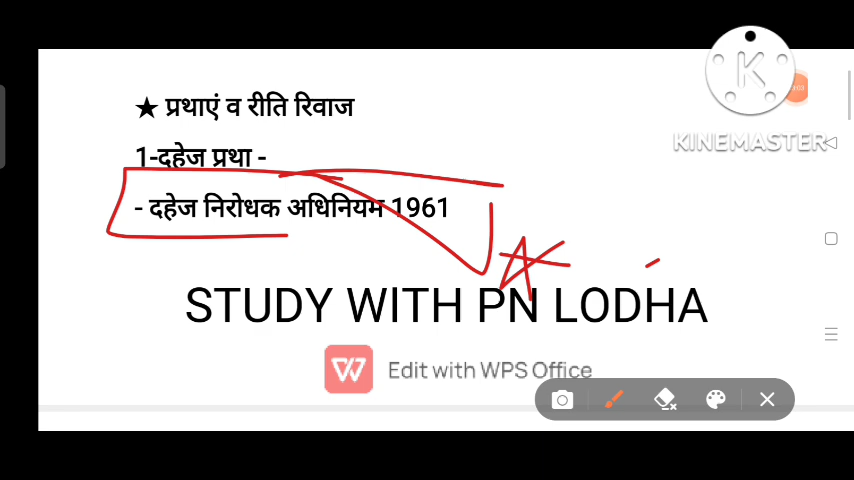 KINEMASTER
★ प्रथाएं व रीति रिवाज
1-दहेज प्रथा -
- दहेज निरोधक अधिनियम 1961
STUDY WITH PN LODHA
Edit with WPS Office